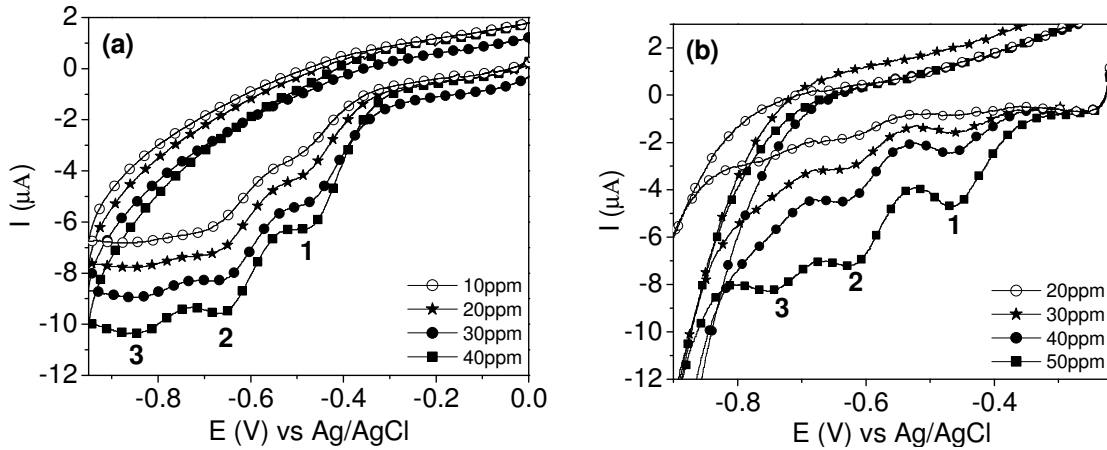 (a)
2
0
-2
-4
-6
-8
-10
-12
I (µA)
-0.8
-0.6
-0.4
-0.2
0.0
E (V) vs Ag/AgCl
1
2
3
10ppm
20ppm
30ppm
40ppm
(b)
2
0
-2
-4
-6
-8
-10
-12
I (µA)
-0.8
-0.6
-0.4
E (V) vs Ag/AgCl
1
2
3
20ppm
30ppm
40ppm
50ppm